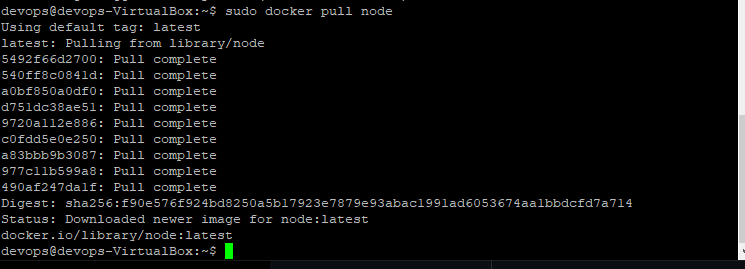 devops@devops-VirtualBox:~$ sudo docker pull node
Using default tag: latest
latest: Pulling from library/node
5492f66d2700: Pull complete
540ff8c0841d: Pull complete
a0bf850a0df0: Pull complete
d751dc38ae51: Pull complete
9720a112e886: Pull complete
c0fdd5e0e250: Pull complete
a83bbb9b3087: Pull complete
977c11b599a8: Pull complete
490af247da1f: Pull complete
Digest: sha256:f90e576f924bd8250a5b17923e7879e93abac1991ad6053674aa1bbdcfd7a714
Status: Downloaded newer image for node:latest
docker.io/library/node:latest
devops@devops-VirtualBox:~$